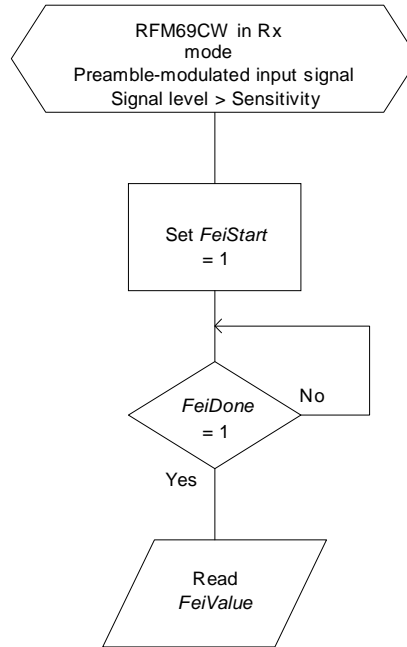 RFM69CW in Rx
mode
Preamble-modulated input signal
Signal level > Sensitivity
Set FeiStart
= 1
FeiDone
= 1
No
Yes
Read
FeiValue